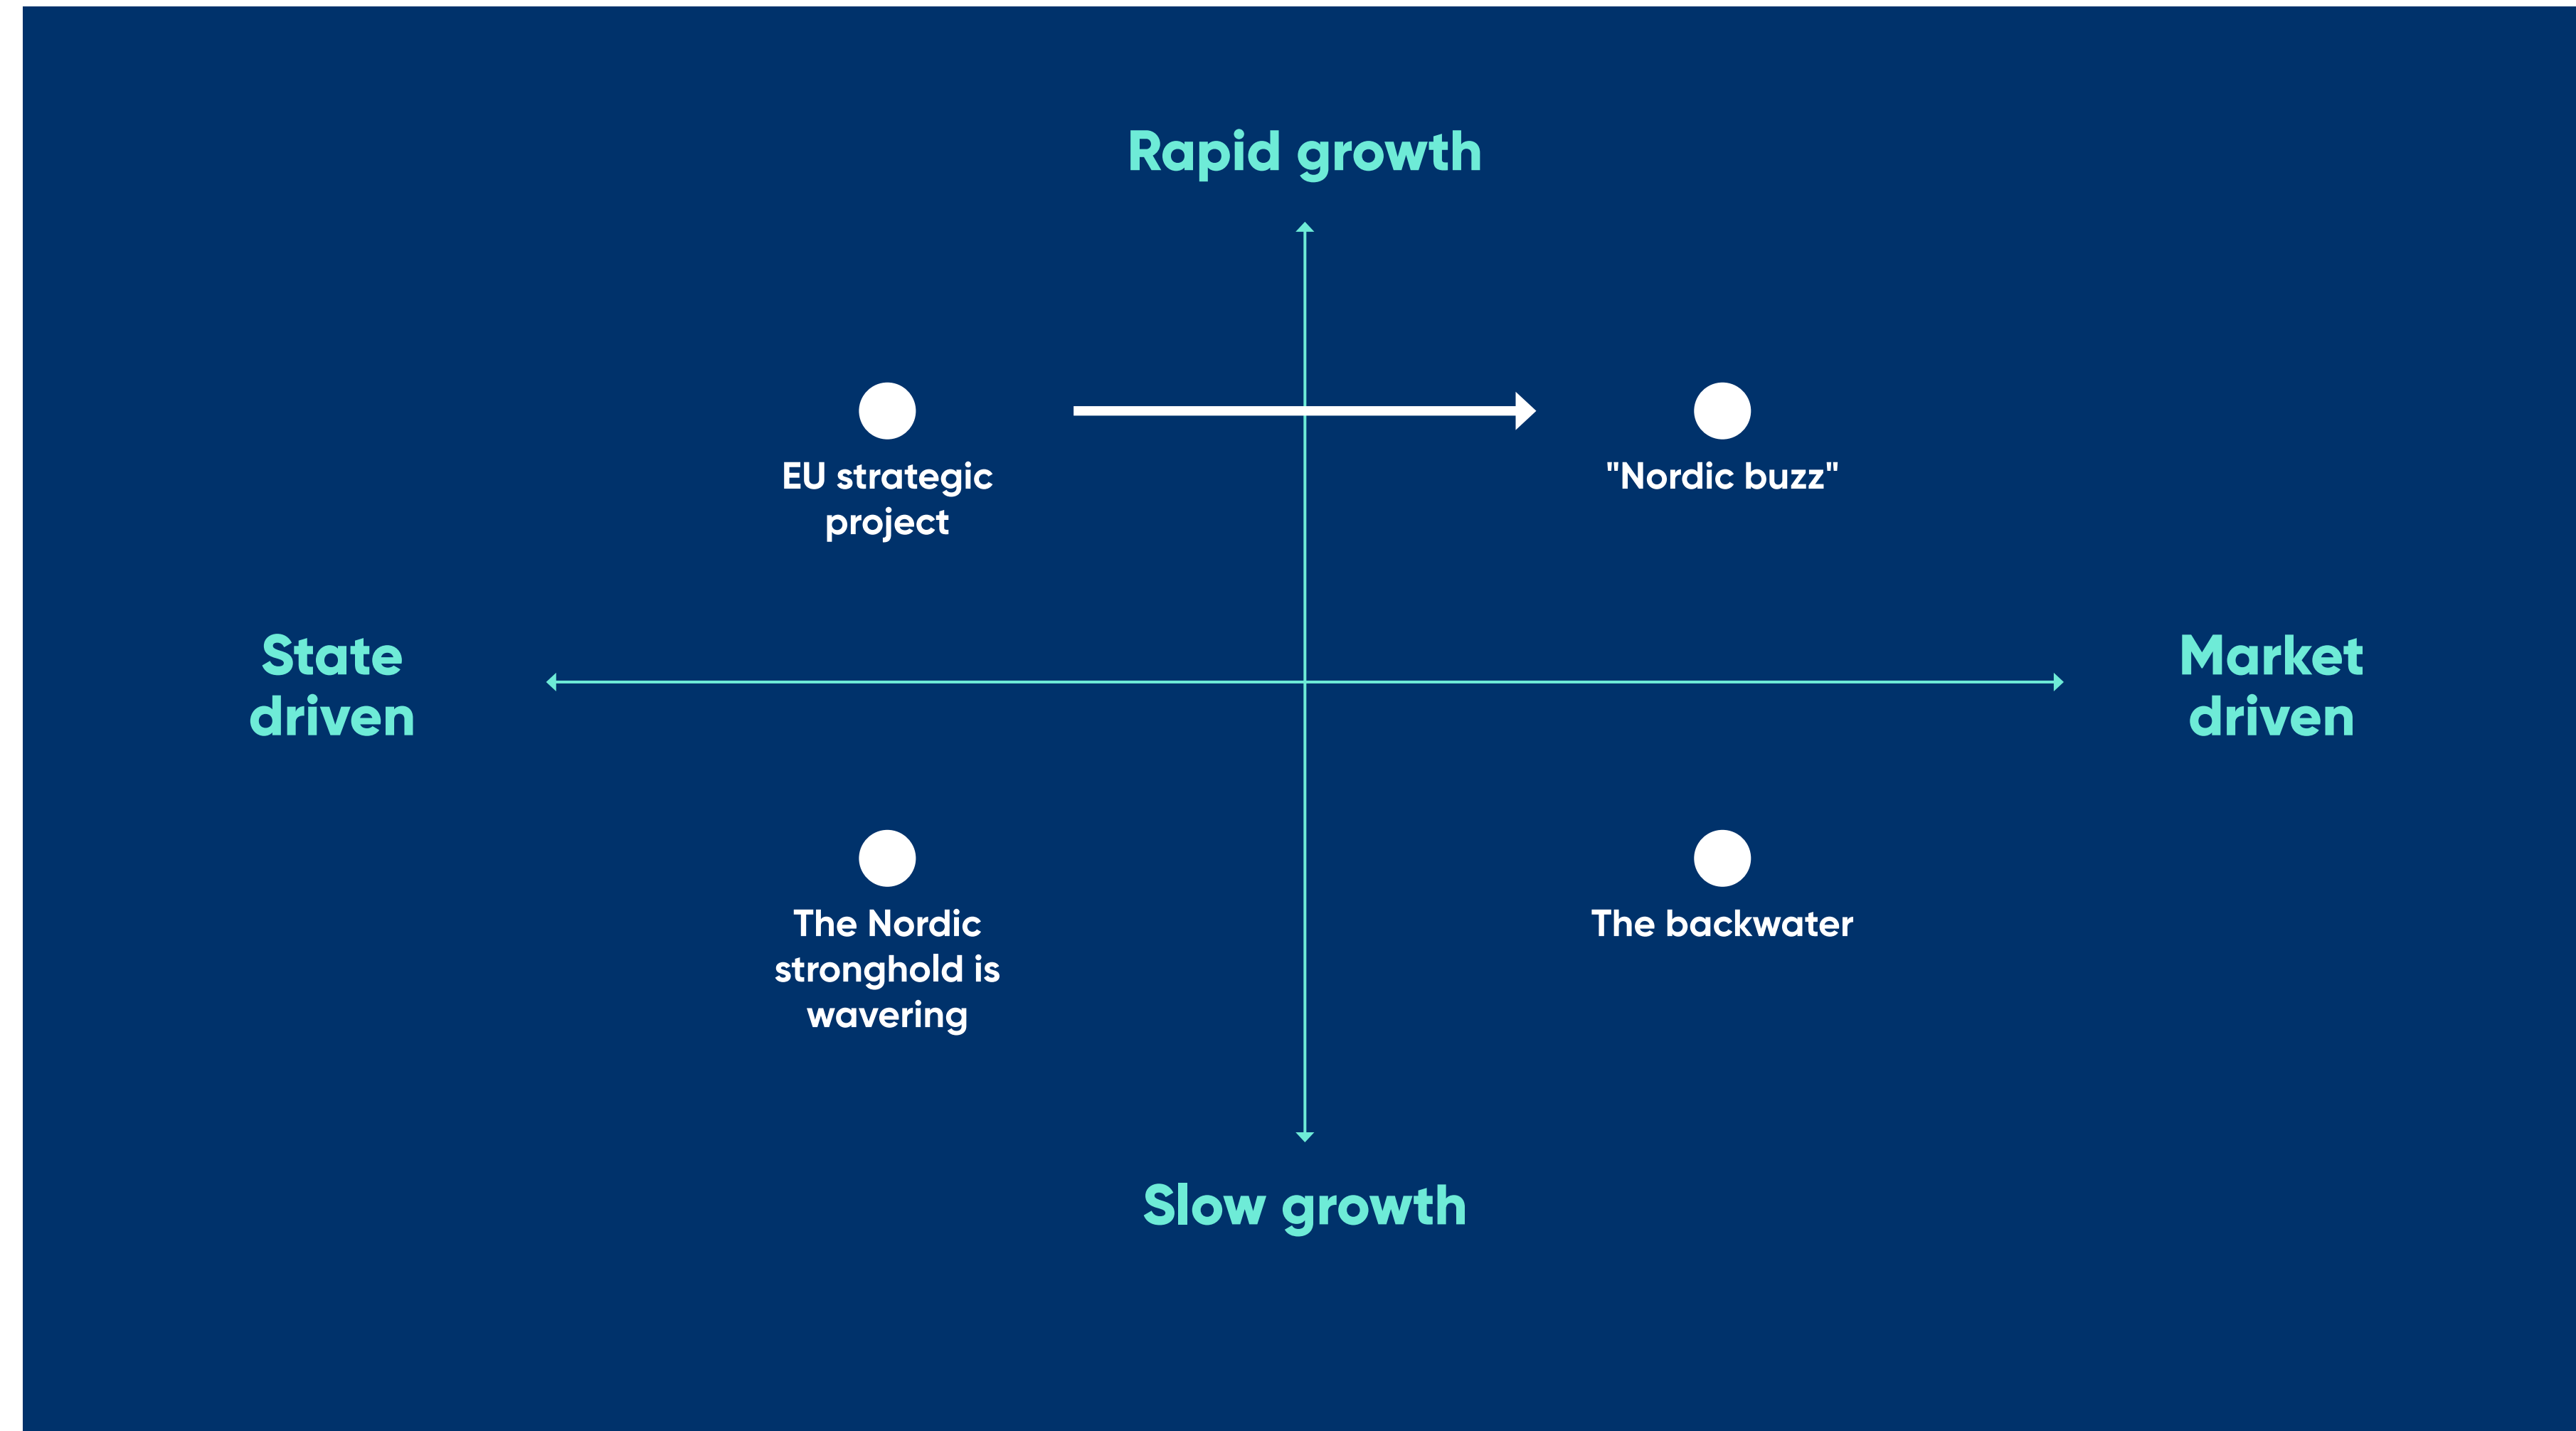 Rapid growth
EU strategic
project
"Nordic buzz"
State
driven
Market
driven
The Nordic
stronghold is
wavering
The backwater
Slow growth